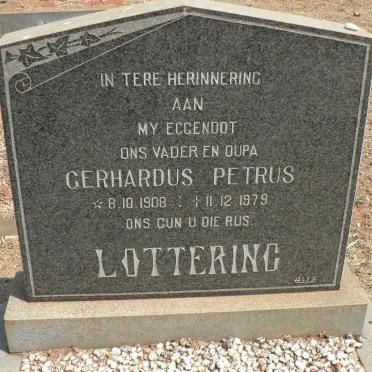 IN TERE HERINNERING
AAN
MY EGGENOOT
ONS VADER EN OUPA
GERHARDUS PETRUS
☆ 8.10.1908 : +11.12.1979
ONS GUN U DIE RUS.
LOTTERING